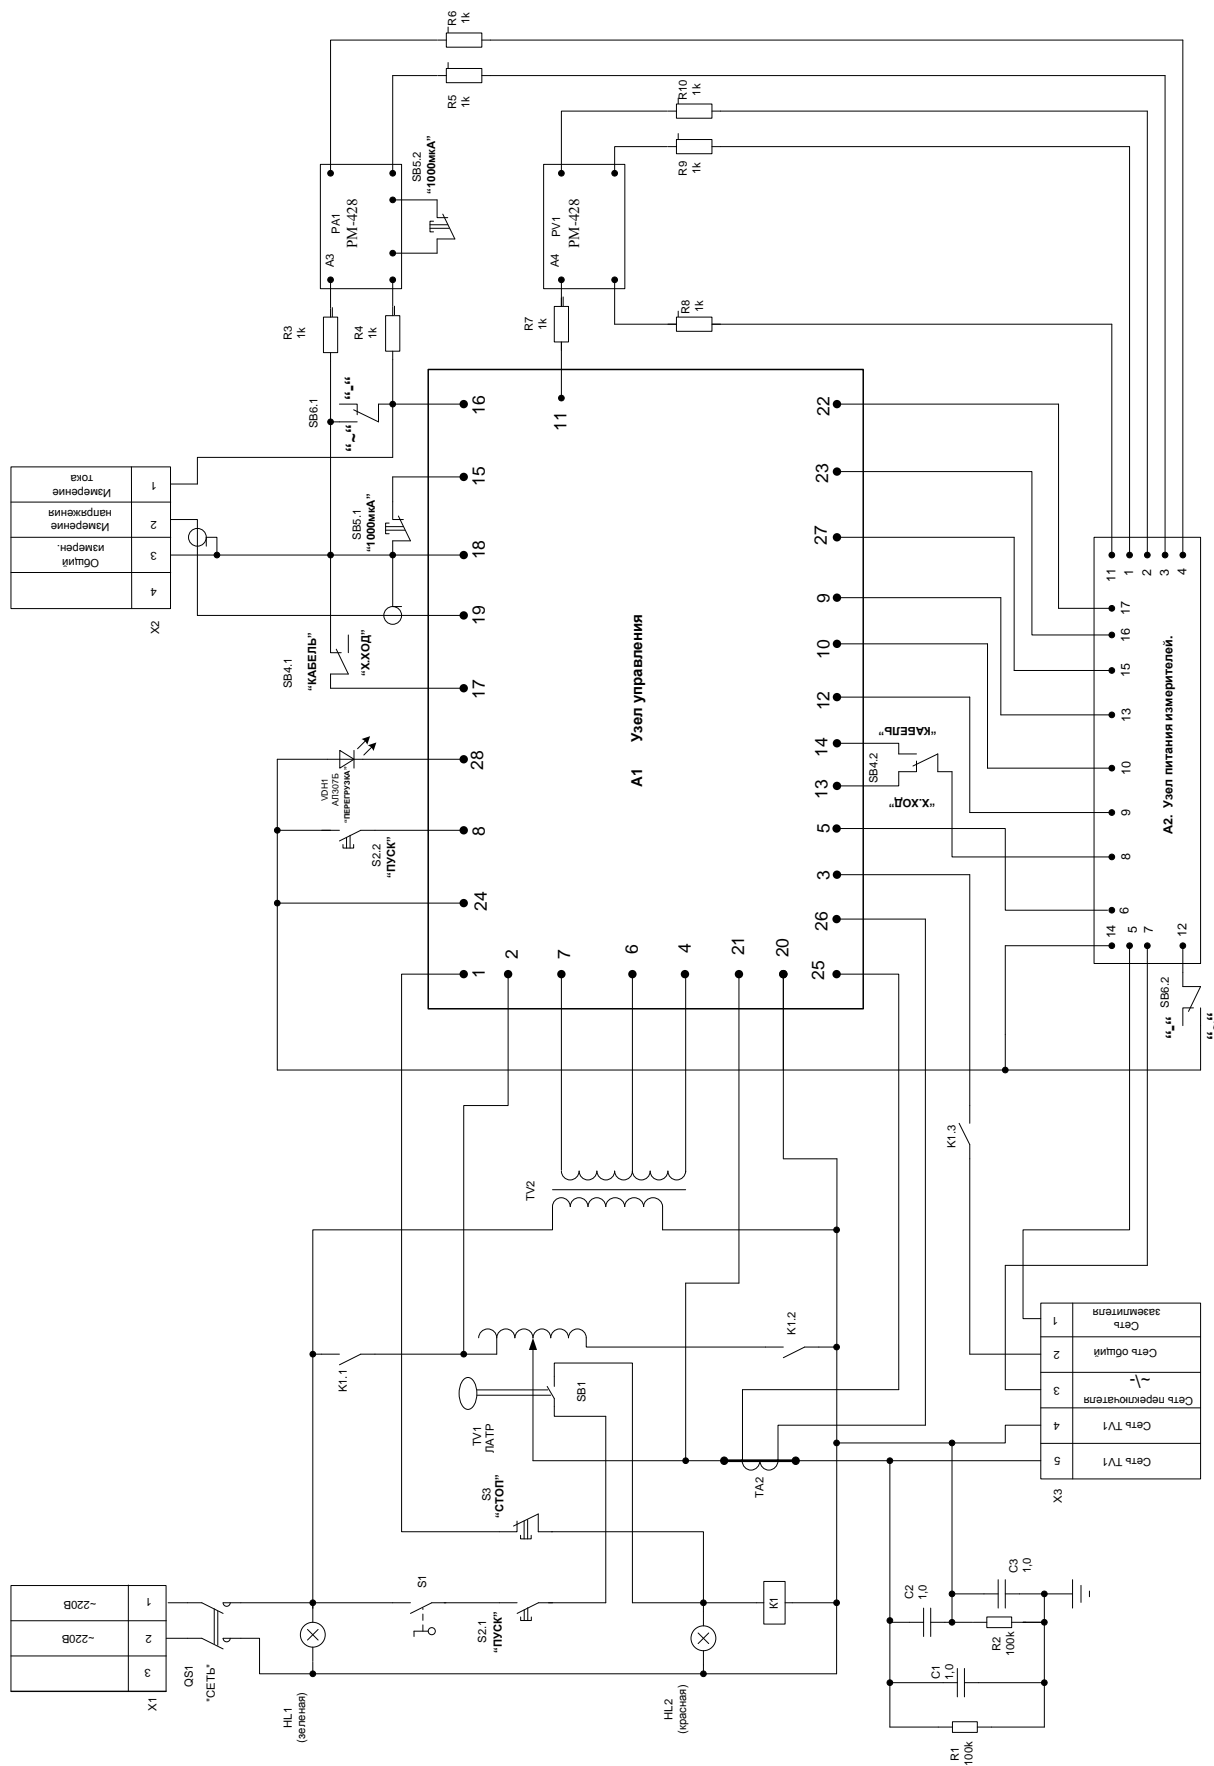 R6
1k
R5
1k
R10
1k
R9
1k
SB5.2
"1000мкА"
A3
PA1
PM-428
A4
PV1
PM-428
R3
1k
R4
1k
R7
1k
R8
1k
SB6.1
"~"
"-"
Измерение тока
1
Измерение напряжения
2
Общий измерен.
3
4
X2
SB5.1
"1000мкА"
SB4.1
"КАБЕЛЬ"
"Х.ХОД"
VDH1
АЛ307Б
"ПЕРЕГРУЗКА"
S2.2
"ПУСК"
16
15
18
19
17
28
8
24
1
2
7
6
4
21
20
11
A1 Узел управления
22
23
27
9
10
12
14
13
5
3
26
25
SB4.2
"КАБЕЛЬ"
"Х.ХОД"
A2. Узел питания измерителей.
11
1
2
3
4
17
16
15
13
10
9
8
6
14
5
7
12
SB6.2
"-"
"~"
K1.3
TV2
K1.1
K1.2
TV1
ЛАТР
SB1
S3
"СТОП"
TA2
Сеть заземлителя
1
Сеть общий
2
Сеть переключателя ~/-
3
Сеть TV1
4
Сеть TV1
5
X3
~220В
1
~220В
2
3
X1
QS1
"СЕТЬ"
S1
S2.1
"ПУСК"
K1
HL1
(зеленая)
HL2
(красная)
C2
1,0
C3
1,0
R2
100k
C1
1,0
R1
100k